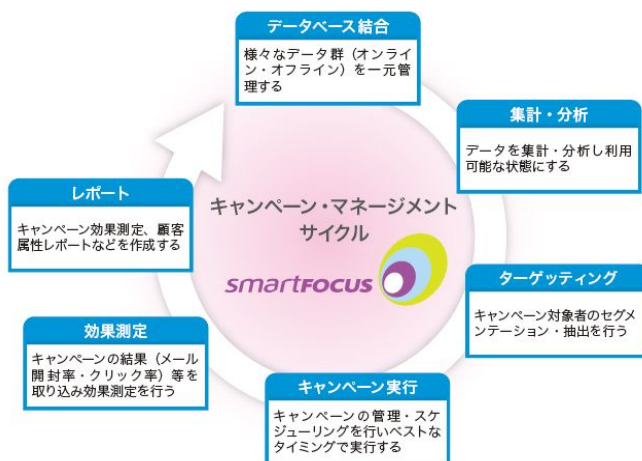 データベース結合
様々なデータ群（オンライ
ン・オフライン）を一元管
理する
集計・分析
データを集計・分析し利用
可能な状態にする
レポート
キャンペーン効果測定、顧客
属性レポートなどを作成する
キャンペーン・マネージメント
サイクル
smartFOCUS
ターゲッティング
キャンペーン対象者のセグメ
ンテーション・抽出を行う
効果測定
キャンペーンの結果（メール
開封率・クリック率）等を
取り込み効果測定を行う
キャンペーン実行
キャンペーンの管理・スケ
ジューリングを行いベストな
タイミングで実行する